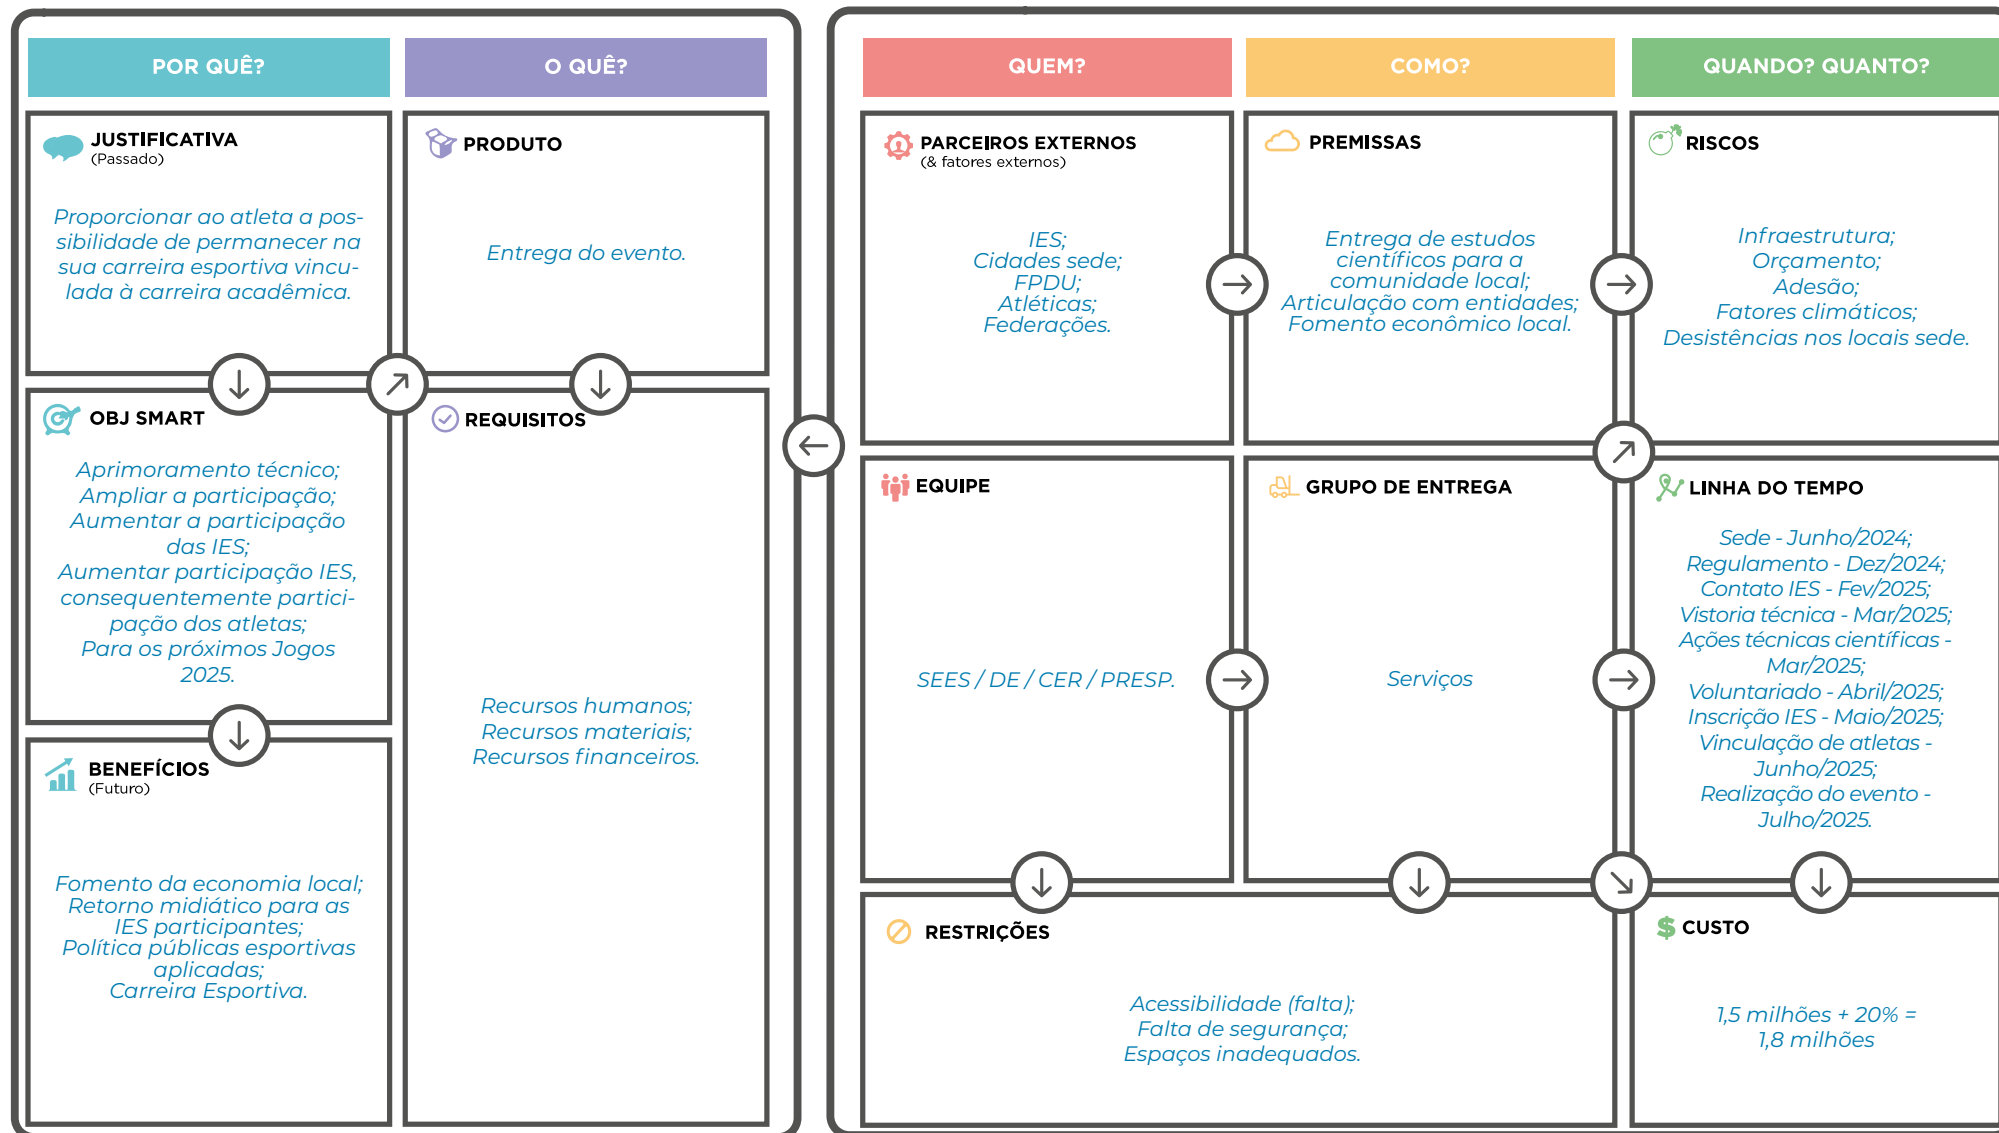 POR QUÊ?
JUSTIFICATIVA
(Passado)
Proporcionar ao atleta a pos-
sibilidade de permanecer na
sua carreira esportiva vincu-
lada à carreira acadêmica.
OBJ SMART
Aprimoramento técnico;
Ampliar a participação;
Aumentar a participação
das IES;
Aumentar participação IES,
consequentemente partici-
pação dos atletas;
Para os próximos Jogos
2025.
BENEFÍCIOS
(Futuro)
Fomento da economia local;
Retorno midiático para as
IES participantes;
Política públicas esportivas
aplicadas;
Carreira Esportiva.
O QUÊ?
PRODUTO
Entrega do evento.
REQUISITOS
Recursos humanos;
Recursos materiais;
Recursos financeiros.
QUEM?
PARCEIROS EXTERNOS
(& fatores externos)
IES;
Cidades sede;
FPDU;
Atléticas;
Federações.
EQUIPE
SEES / DE / CER / PRESP.
COMO?
PREMISSAS
Entrega de estudos
científicos para a
comunidade local;
Articulação com entidades;
Fomento econômico local.
GRUPO DE ENTREGA
Serviços
RESTRIÇÕES
Acessibilidade (falta);
Falta de segurança;
Espaços inadequados.
QUANDO? QUANTO?
RISCOS
Infraestrutura;
Orçamento;
Adesão;
Fatores climáticos;
Desistências nos locais sede.
LINHA DO TEMPO
Sede - Junho/2024;
Regulamento - Dez/2024;
Contato IES - Fev/2025;
Vistoria técnica - Mar/2025;
Ações técnicas científicas -
Mar/2025;
Voluntariado - Abril/2025;
Inscrição IES - Maio/2025;
Vinculação de atletas -
Junho/2025;
Realização do evento -
Julho/2025.
CUSTO
1,5 milhões + 20% =
1,8 milhões